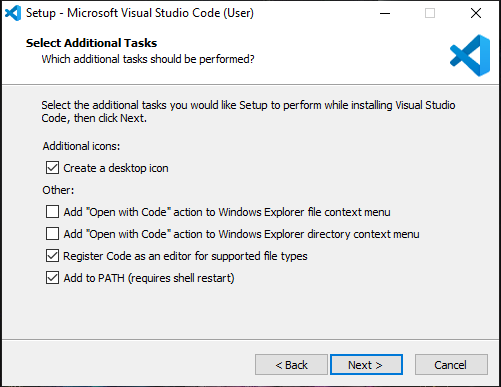 Setup - Microsoft Visual Studio Code (User)
Select Additional Tasks
Which additional tasks should be performed?
Select the additional tasks you would like Setup to perform while installing Visual Studio
Code, then click Next.
Additional icons:
Create a desktop icon
Other:
Add "Open with Code" action to Windows Explorer file context menu
Add "Open with Code" action to Windows Explorer directory context menu
Register Code as an editor for supported file types
Add to PATH (requires shell restart)
< Back
Next >
Cancel